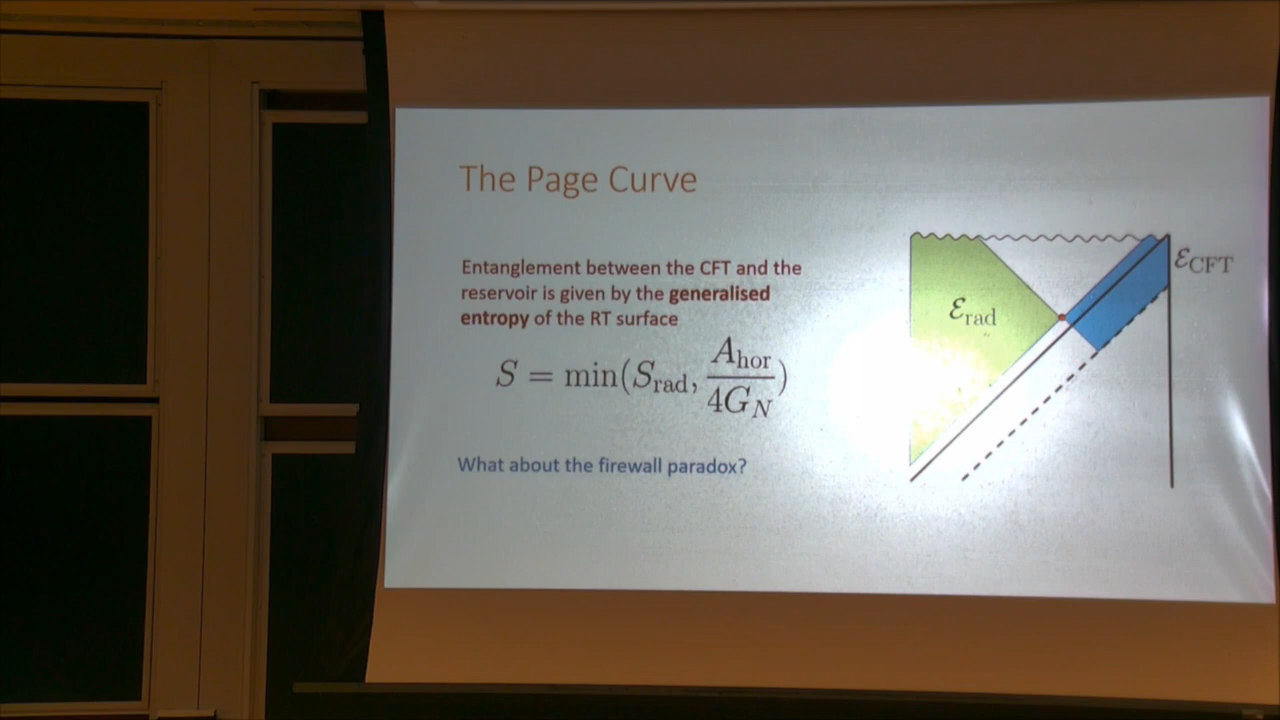 The Page Curve
Entanglement between the CFT and the
reservoir is given by the generalised
entropy of the RT surface
S = min(S_rad, A_hor/4G_N)
What about the firewall paradox?
ℰ_rad
ℰ_CFT